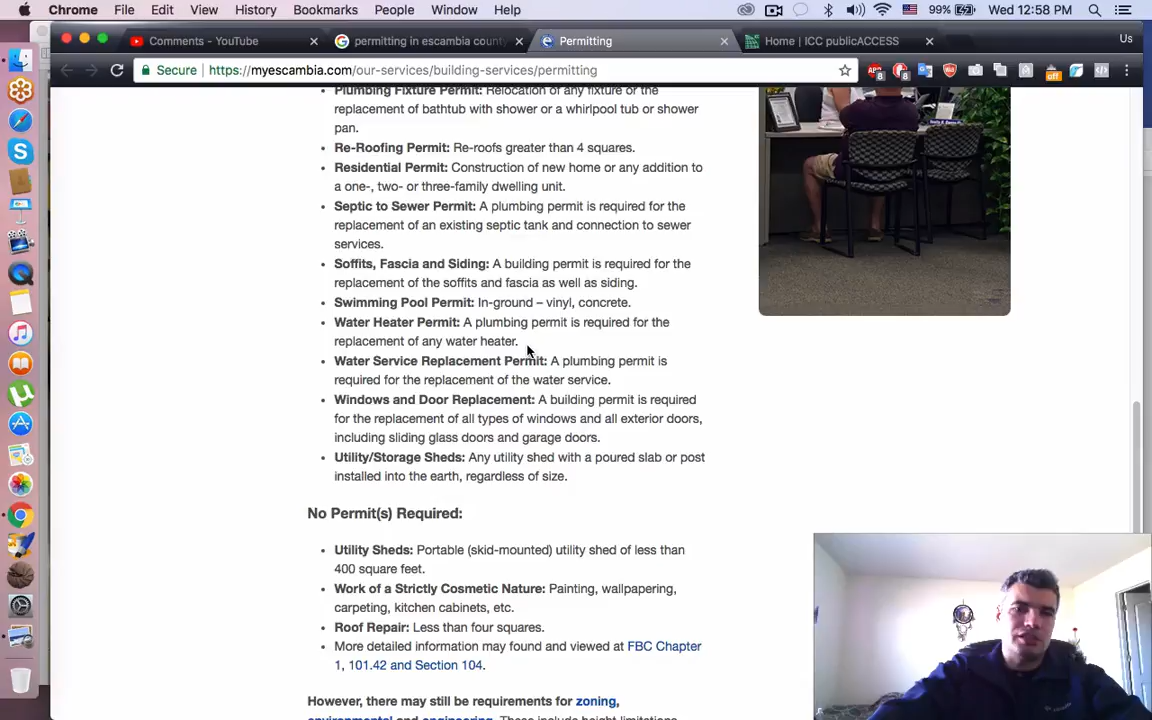 Chrome File Edit View History Bookmarks People Window Help 99% Wed 12:58 PM
Comments - YouTube
permitting in escambia county
Permitting
Home | ICC publicACCESS
Us
Secure https://myescambia.com/our-services/building-services/permitting
Plumbing Fixture Permit: Relocation of any fixture or the
replacement of bathtub with shower or a whirlpool tub or shower
pan.
Re-Roofing Permit: Re-roofs greater than 4 squares.
Residential Permit: Construction of new home or any addition to
a one-, two- or three-family dwelling unit.
Septic to Sewer Permit: A plumbing permit is required for the
replacement of an existing septic tank and connection to sewer
services.
Soffits, Fascia and Siding: A building permit is required for the
replacement of the soffits and fascia as well as siding.
Swimming Pool Permit: In-ground – vinyl, concrete.
Water Heater Permit: A plumbing permit is required for the
replacement of any water heater.
Water Service Replacement Permit: A plumbing permit is
required for the replacement of the water service.
Windows and Door Replacement: A building permit is required
for the replacement of all types of windows and all exterior doors,
including sliding glass doors and garage doors.
Utility/Storage Sheds: Any utility shed with a poured slab or post
installed into the earth, regardless of size.
No Permit(s) Required:
Utility Sheds: Portable (skid-mounted) utility shed of less than
400 square feet.
Work of a Strictly Cosmetic Nature: Painting, wallpapering,
carpeting, kitchen cabinets, etc.
Roof Repair: Less than four squares.
More detailed information may found and viewed at FBC Chapter
1, 101.42 and Section 104.
However, there may still be requirements for zoning,
environmental and engineering. These include height limitations